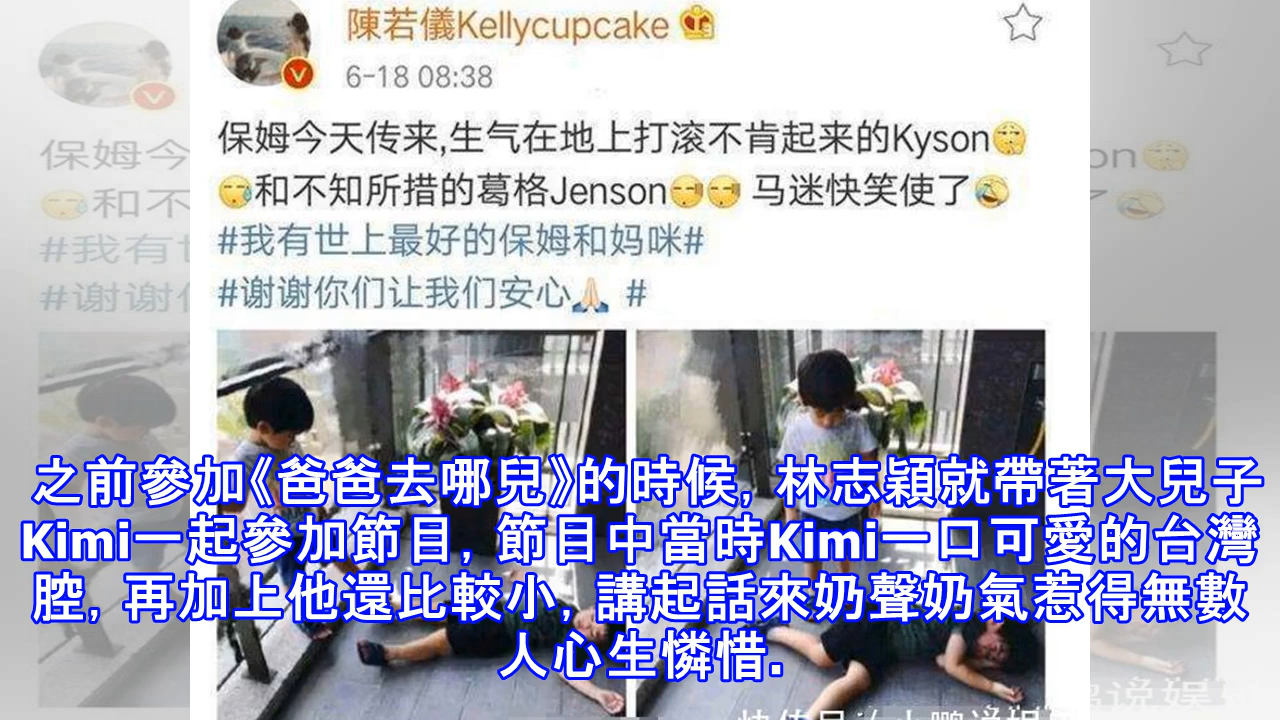 陳若儀Kellycupcake
6-18 08:38
保姆今天传来,生气在地上打滚不肯起来的Kyson
和不知所措的葛格Jenson 马迷快笑使了
#我有世上最好的保姆和妈咪#
#谢谢你们让我们安心🙏 #
之前參加《爸爸去哪兒》的時候, 林志穎就帶著大兒子
Kimi一起參加節目, 節目中當時Kimi一口可愛的台灣
腔, 再加上他還比較小, 講起話來奶聲奶氣惹得無數
人心生憐惜.